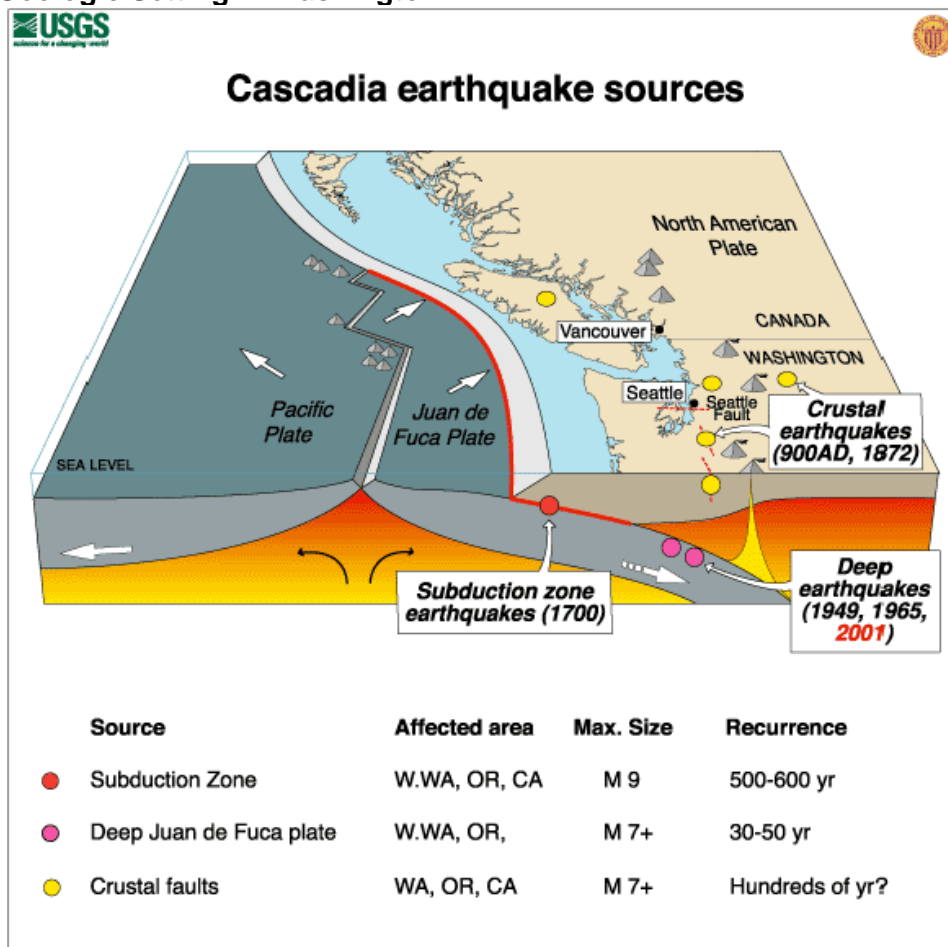 USGS
science for a changing world
Cascadia earthquake sources
North American
Plate
Vancouver
CANADA
WASHINGTON
Seattle
Seattle
Fault
Pacific
Plate
Juan de
Fuca Plate
Crustal
earthquakes
(900AD, 1872)
SEA LEVEL
Subduction zone
earthquakes (1700)
Deep
earthquakes
(1949, 1965,
2001)
Source Affected area Max. Size Recurrence
Subduction Zone W.WA, OR, CA M 9 500-600 yr
Deep Juan de Fuca plate W.WA, OR, M 7+ 30-50 yr
Crustal faults WA, OR, CA M 7+ Hundreds of yr?